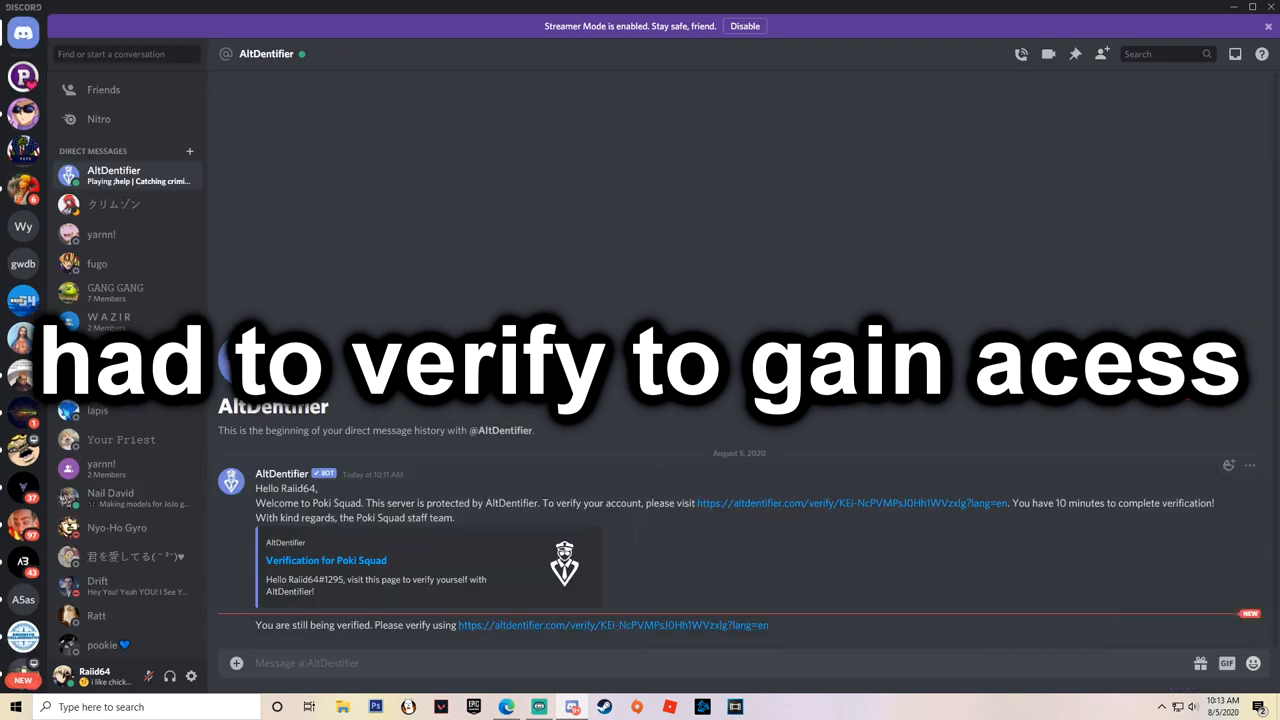 DISCORD
Streamer Mode is enabled. Stay safe, friend. Disable
Find or start a conversation
@ AltDentifier
Search
Friends
Nitro
DIRECT MESSAGES
AltDentifier
Playing ;help | Catching crimi...
クリムゾン
yarnn!
fugo
GANG GANG
7 Members
W A Z I R
2 Members
lapis
Your Priest
yarnn!
2 Members
Nail David
Making models for JoJo g...
Nyo-Ho Gyro
君を愛してる( ˘ ³˘)♥
Drift
Hey You! Yeah YOU! I See Y...
Ratt
pookie 💙
Raiid64
i like chick...
PEPE
6
Wy
gwdb
1
37
97
43
A5as
NEW
had to verify to gain acess
AltDentifier
This is the beginning of your direct message history with @AltDentifier.
August 5, 2020
AltDentifier BOT Today at 10:11 AM
Hello Raiid64,
Welcome to Poki Squad. This server is protected by AltDentifier. To verify your account, please visit https://altdentifier.com/verify/KEi-NcPVMPsJ0Hh1WVzxlg?lang=en. You have 10 minutes to complete verification!
With kind regards, the Poki Squad staff team.
AltDentifier
Verification for Poki Squad
Hello Raiid64#1295, visit this page to verify yourself with
AltDentifier!
NEW
You are still being verified. Please verify using https://altdentifier.com/verify/KEi-NcPVMPsJ0Hh1WVzxlg?lang=en
Message @AltDentifier
GIF
Type here to search
10:13 AM
8/5/2020
2